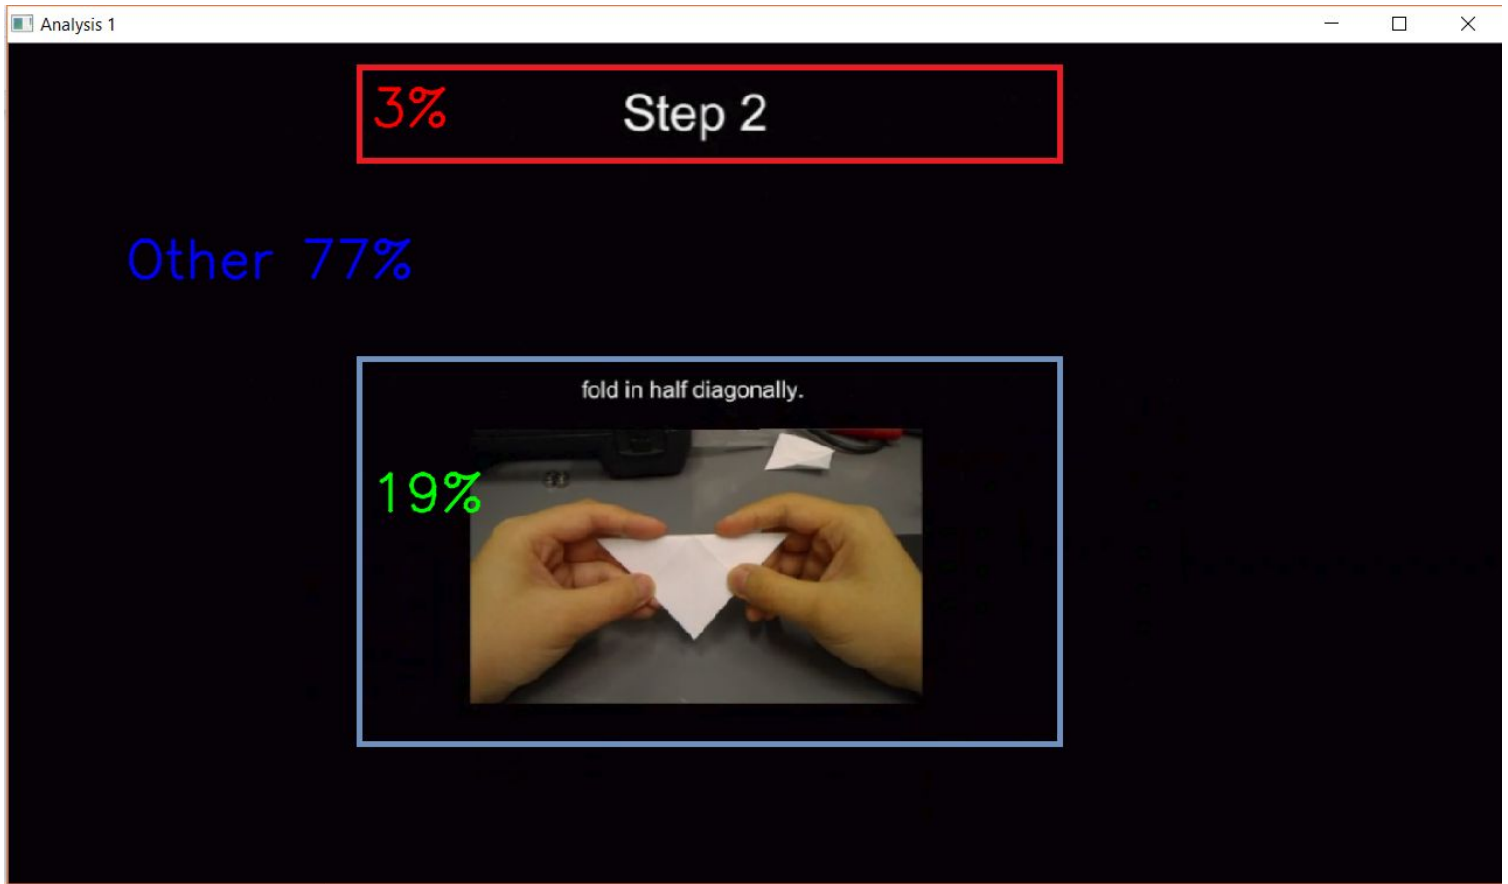 Analysis 1
3%
Step 2
Other 77%
fold in half diagonally.
19%